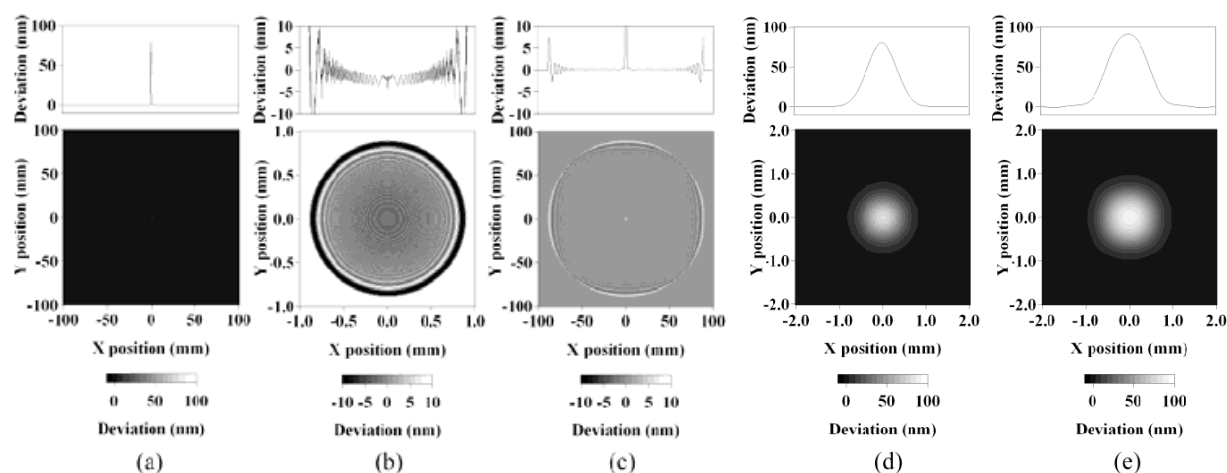 Deviation (nm)
100
50
0
Y position (mm)
100
50
0
-50
-100
-100 0 100
X position (mm)
0 50 100
Deviation (nm)
(a)
Deviation (nm)
10
5
0
-5
10
Y position (mm)
1.0
0.5
0.0
-0.5
-1.0
-1.0 -0.5 0.0 0.5 1.0
X position (mm)
-10 -5 0 5 10
Deviation (nm)
(b)
Deviation (nm)
10
5
0
-5
10
Y position (mm)
100
50
0
-50
-100
-100 0 100
X position (mm)
-10 -5 0 5 10
Deviation (nm)
(c)
Deviation (nm)
100
50
0
Y position (mm)
2.0
1.0
0.0
-1.0
-2.0
-2.0 -1.0 0.0 1.0 2.0
X position (mm)
0 50 100
Deviation (nm)
(d)
Deviation (nm)
100
50
0
Y position (mm)
2.0
1.0
0.0
-1.0
-2.0
-2.0 -1.0 0.0 1.0 2.0
X position (mm)
0 50 100
Deviation (nm)
(e)